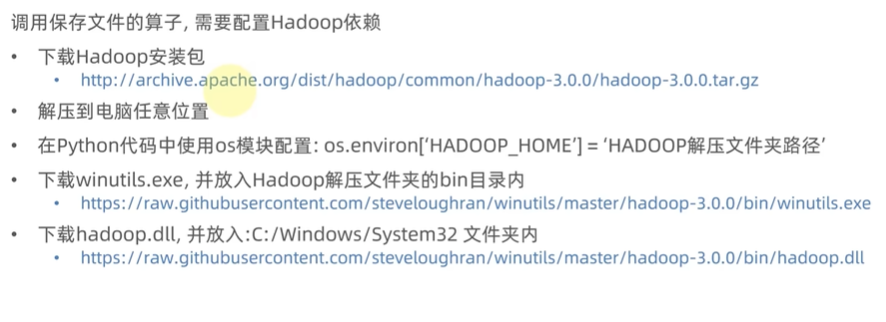 调用保存文件的算子, 需要配置Hadoop依赖
• 下载Hadoop安装包
• http://archive.apache.org/dist/hadoop/common/hadoop-3.0.0/hadoop-3.0.0.tar.gz
• 解压到电脑任意位置
• 在Python代码中使用os模块配置: os.environ[‘HADOOP_HOME’] = ‘HADOOP解压文件夹路径’
• 下载winutils.exe, 并放入Hadoop解压文件夹的bin目录内
• https://raw.githubusercontent.com/steveloughran/winutils/master/hadoop-3.0.0/bin/winutils.exe
• 下载hadoop.dll, 并放入:C:/Windows/System32 文件夹内
• https://raw.githubusercontent.com/steveloughran/winutils/master/hadoop-3.0.0/bin/hadoop.dll